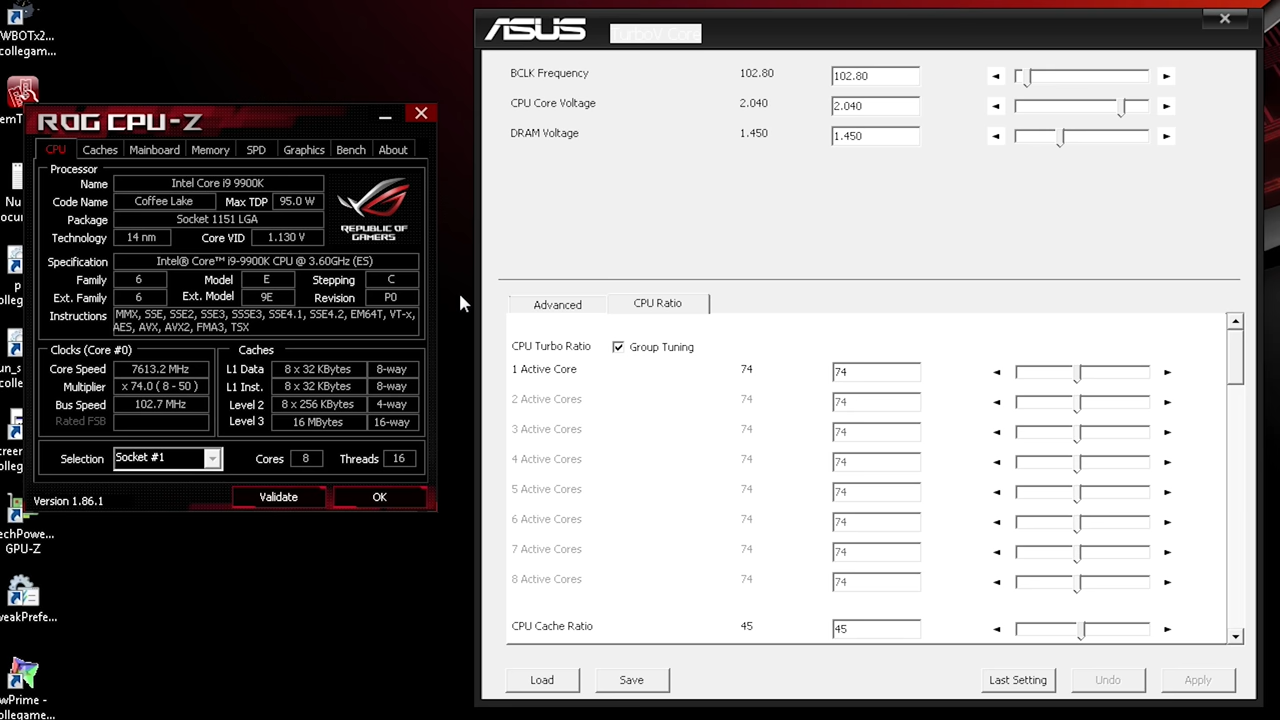 WBOTx2...
collegam...
ROG CPU-Z
CPU Caches Mainboard Memory SPD Graphics Bench About
Processor
Name Intel Core i9 9900K
Code Name Coffee Lake Max TDP 95.0 W
Package Socket 1151 LGA
Technology 14 nm Core VID 1.130 V
REPUBLIC OF
GAMERS
Specification Intel® Core™ i9-9900K CPU @ 3.60GHz (ES)
Family 6 Model E Stepping C
Ext. Family 6 Ext. Model 9E Revision P0
Instructions MMX, SSE, SSE2, SSE3, SSSE3, SSE4.1, SSE4.2, EM64T, VT-x,
AES, AVX, AVX2, FMA3, TSX
Clocks (Core #0)
Core Speed 7613.2 MHz
Multiplier x 74.0 ( 8 - 50 )
Bus Speed 102.7 MHz
Rated FSB
Caches
L1 Data 8 x 32 KBytes 8-way
L1 Inst. 8 x 32 KBytes 8-way
Level 2 8 x 256 KBytes 4-way
Level 3 16 MBytes 16-way
Selection Socket #1 Cores 8 Threads 16
Version 1.86.1 Validate OK
echPowe...
GPU-Z
weakPrefe...
wPrime -
ollegame...
ASUS TurboV Core
BCLK Frequency 102.80 102.80
CPU Core Voltage 2.040 2.040
DRAM Voltage 1.450 1.450
Advanced CPU Ratio
CPU Turbo Ratio Group Tuning
1 Active Core 74 74
2 Active Cores 74 74
3 Active Cores 74 74
4 Active Cores 74 74
5 Active Cores 74 74
6 Active Cores 74 74
7 Active Cores 74 74
8 Active Cores 74 74
CPU Cache Ratio 45 45
Load Save Last Setting Undo Apply